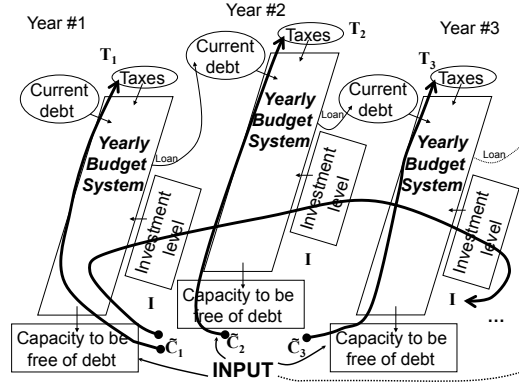 Year #1
Year #2
Year #3
T1
T2
T3
Taxes
Taxes
Taxes
Current
debt
Current
debt
Current
debt
Yearly
Budget
System
Yearly
Budget
System
Yearly
Budget
System
Loan
Loan
Loan
Investment
level
Investment
level
Investment
level
I
I
I
...
Capacity to be
free of debt
Capacity to be
free of debt
Capacity to be
free of debt
C̃1
C̃2
C̃3
INPUT